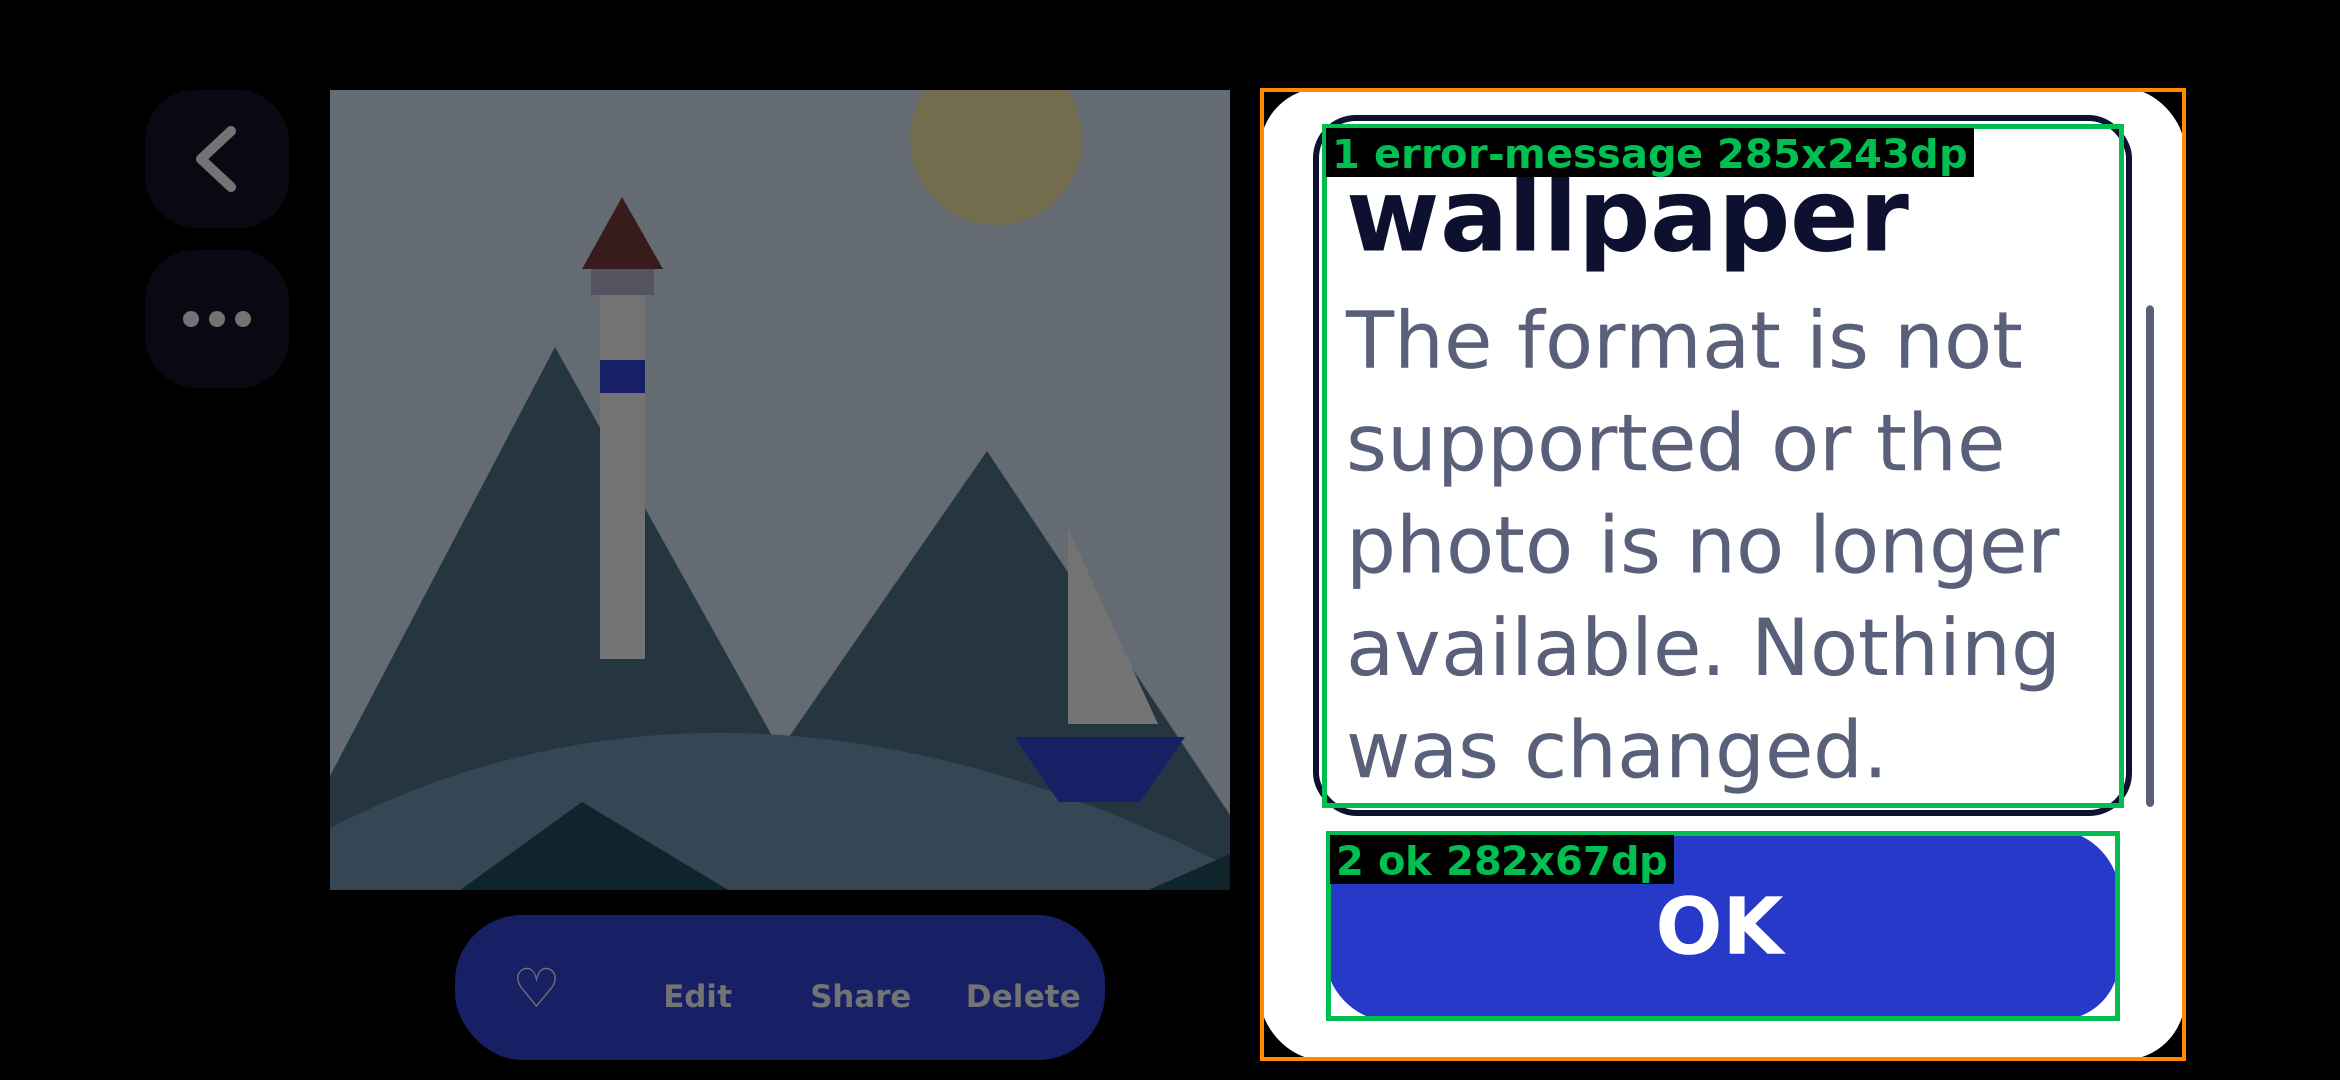 1 error-message 285x243dp
wallpaper
The format is not
supported or the
photo is no longer
available. Nothing
was changed.
2 ok 282x67dp
OK
Edit Share Delete